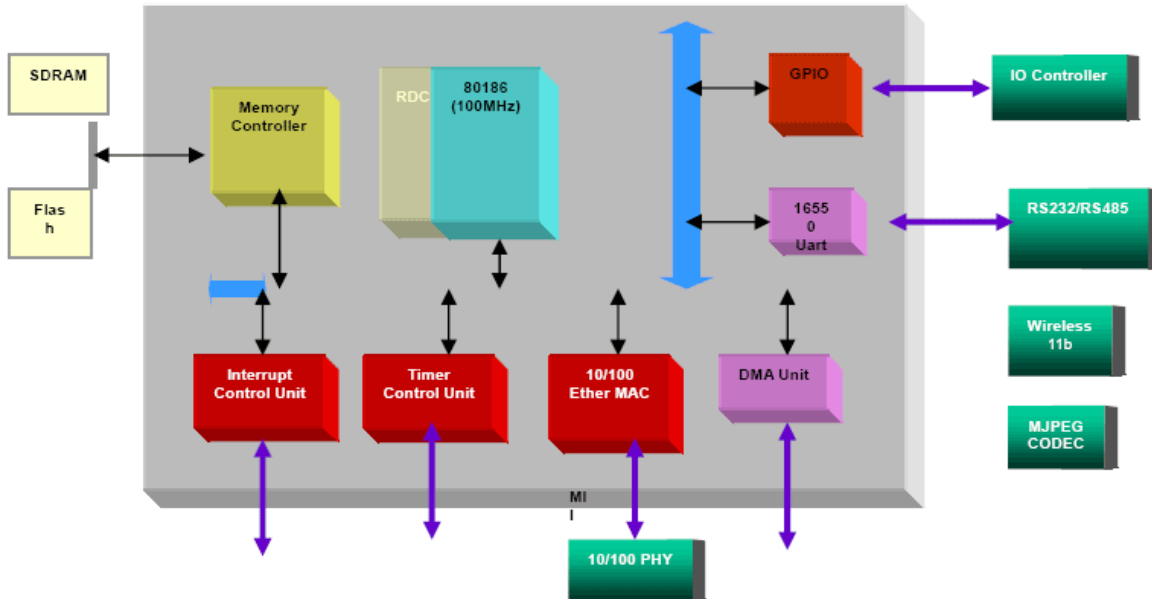 SDRAM
Flas
h
Memory
Controller
RDC
80186
(100MHz)
GPIO
1655
0
Uart
IO Controller
RS232/RS485
Wireless
11b
MJPEG
CODEC
Interrupt
Control Unit
Timer
Control Unit
10/100
Ether MAC
DMA Unit
MI
I
10/100 PHY